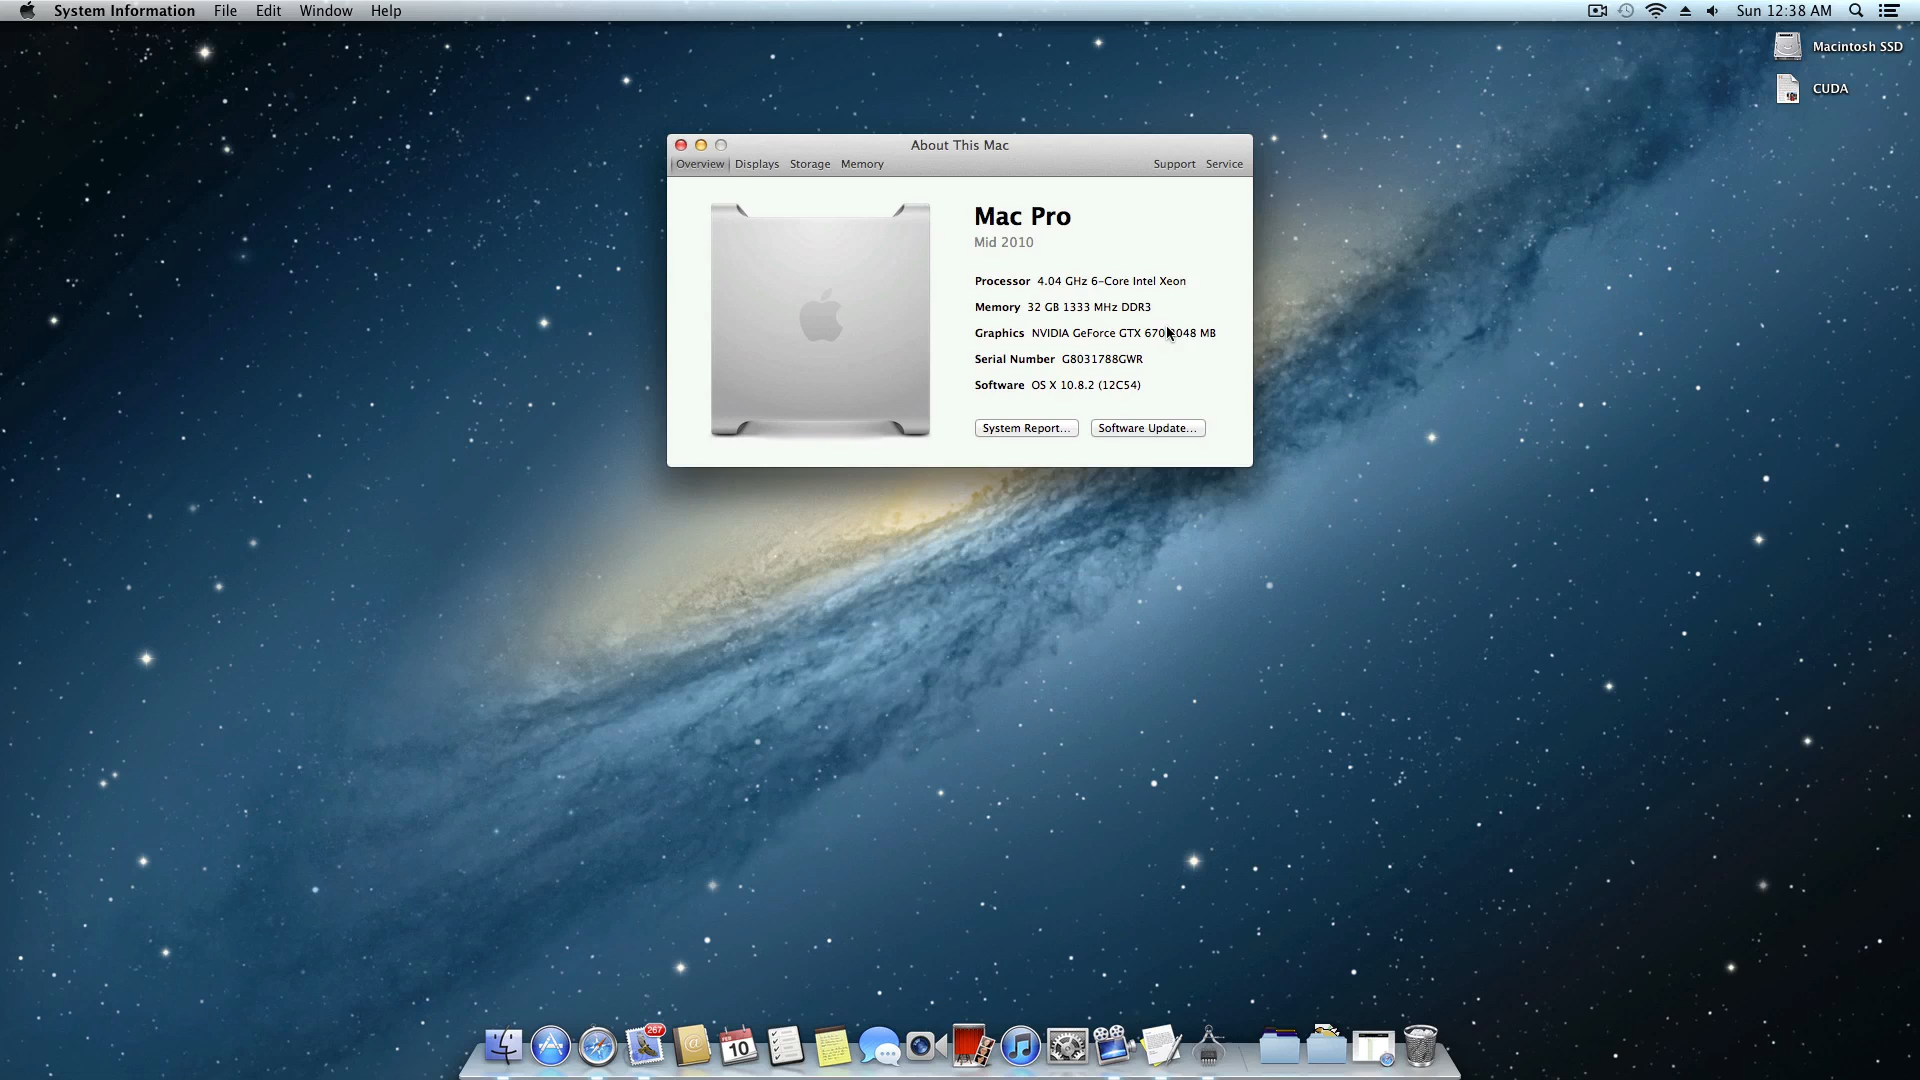 System Information File Edit Window Help
Sun 12:38 AM
Macintosh SSD
CUDA
About This Mac
Overview Displays Storage Memory Support Service
Mac Pro
Mid 2010
Processor 4.04 GHz 6-Core Intel Xeon
Memory 32 GB 1333 MHz DDR3
Graphics NVIDIA GeForce GTX 670 2048 MB
Serial Number G8031788GWR
Software OS X 10.8.2 (12C54)
System Report... Software Update...
267
FEB
10